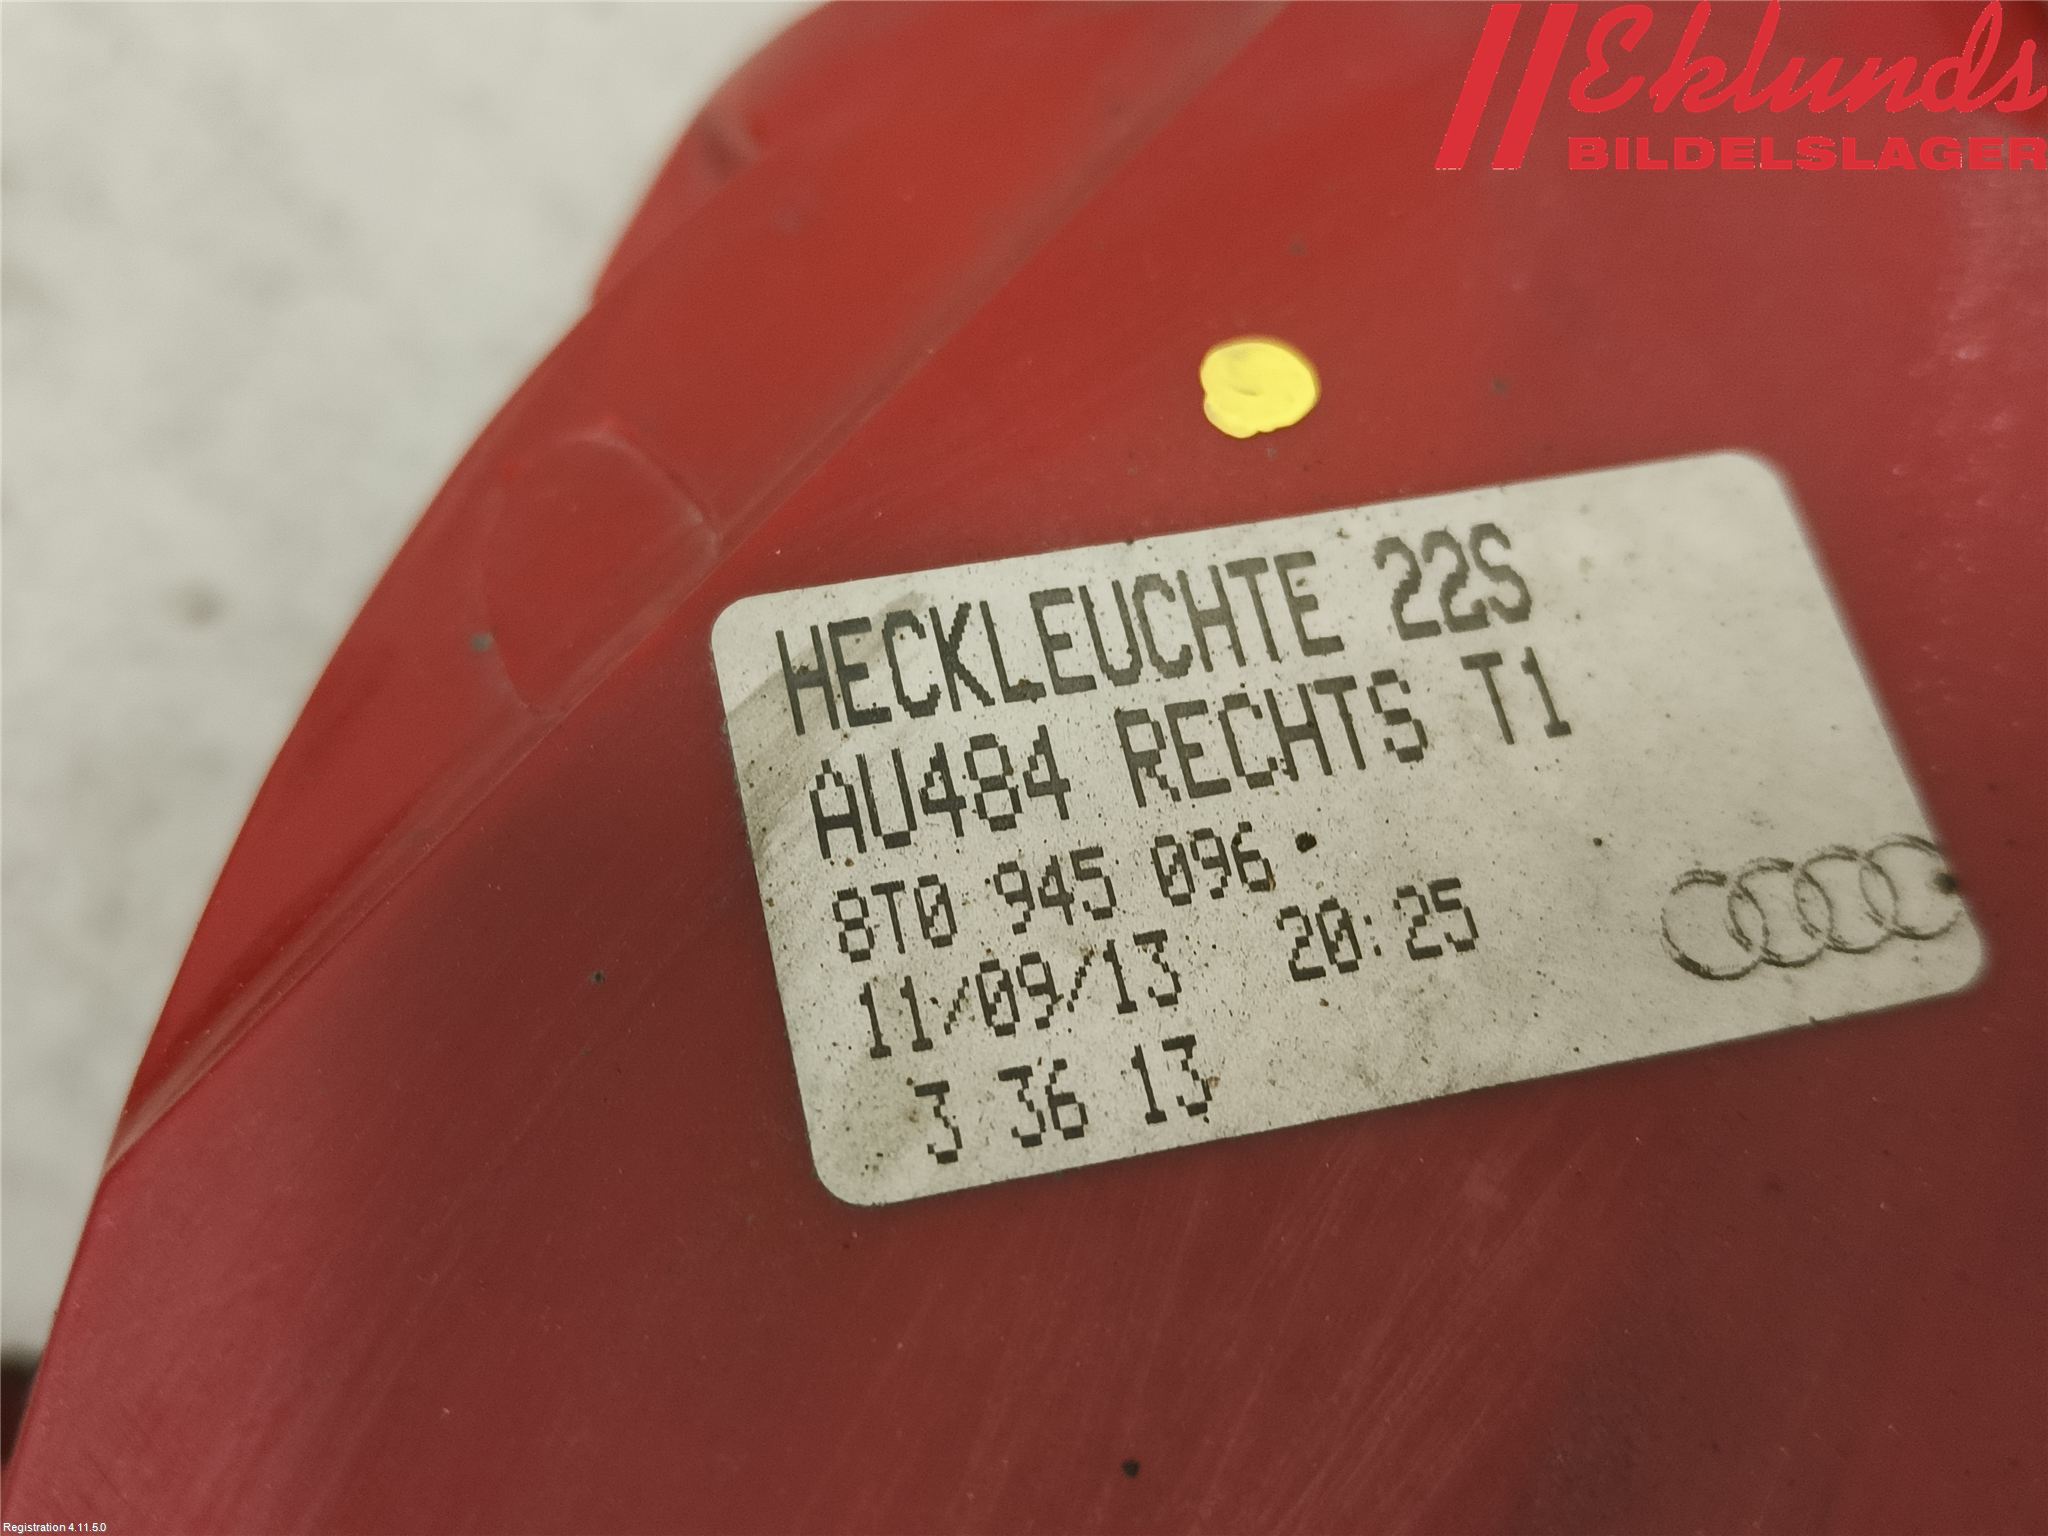 Eklunds
BILDELSLAGER
HECKLEUCHTE 22S
AU484 RECHTS T1
8T0 945 096
11/09/13 20:25
3 36 13
Registration 4.11.5.0